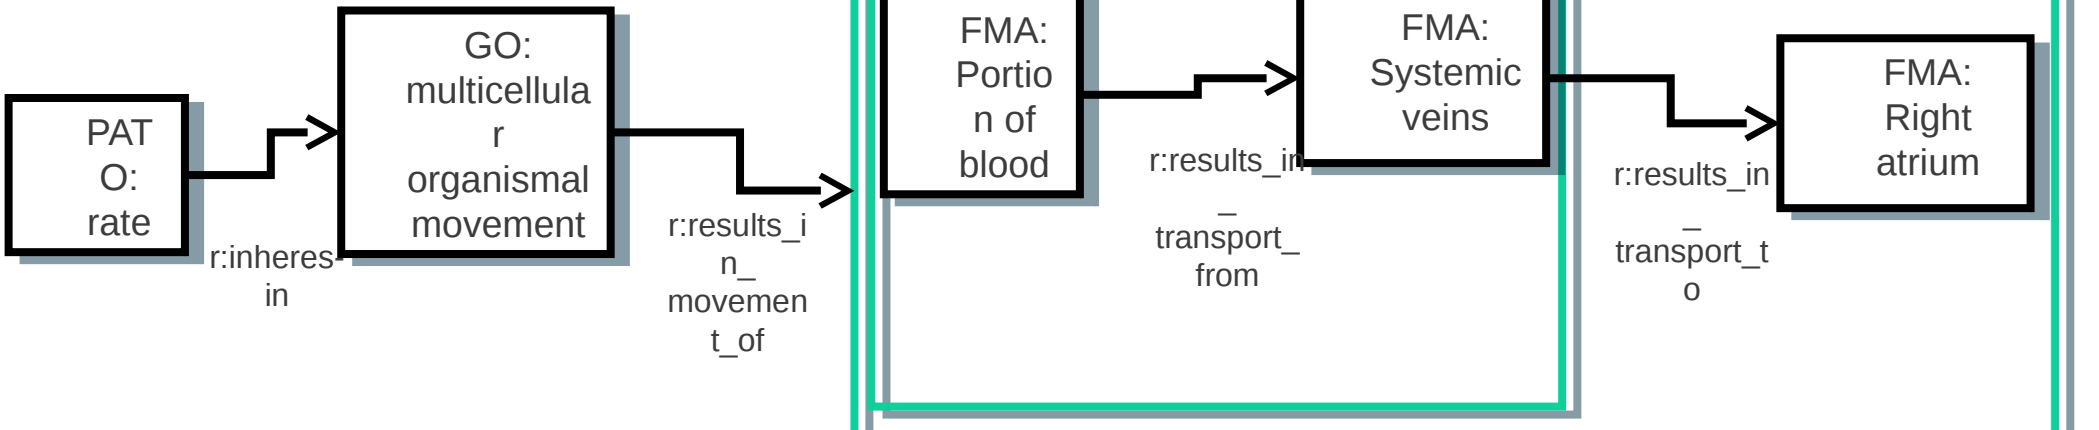 PAT
O:
rate
r:inheres-
in
GO:
multicellula
r
organismal
movement
r:results_i
n_
movemen
t_of
FMA:
Portio
n of
blood
r:results_in
_
transport_
from
FMA:
Systemic
veins
r:results_in
_
transport_t
o
FMA:
Right
atrium